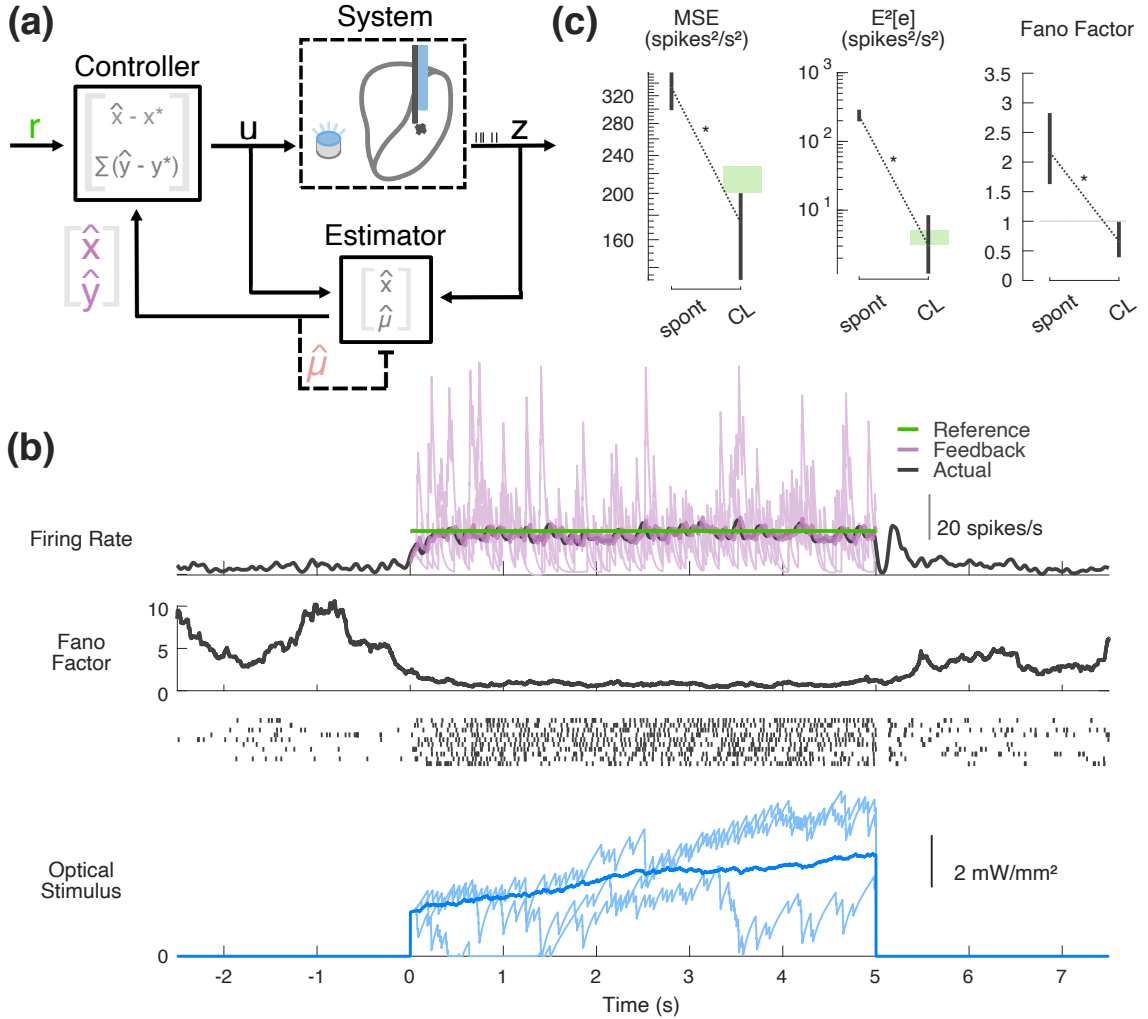 (a)
System
Controller
r
x̂ - x*
∑(ŷ - y*)
u
z
x̂
ŷ
Estimator
x̂
μ̂
μ̂
(c)
MSE
(spikes²/s²)
320
280
240
200
160
spont
CL
*
E²[e]
(spikes²/s²)
10³
10²
10¹
*
spont
CL
Fano Factor
3.5
3
2.5
2
1.5
1
0.5
0
*
spont
CL
(b)
Reference
Feedback
Actual
20 spikes/s
Firing Rate
Fano
Factor
10
5
0
Optical
Stimulus
0
2 mW/mm²
-2 -1 0 1 2 3 4 5 6 7
Time (s)